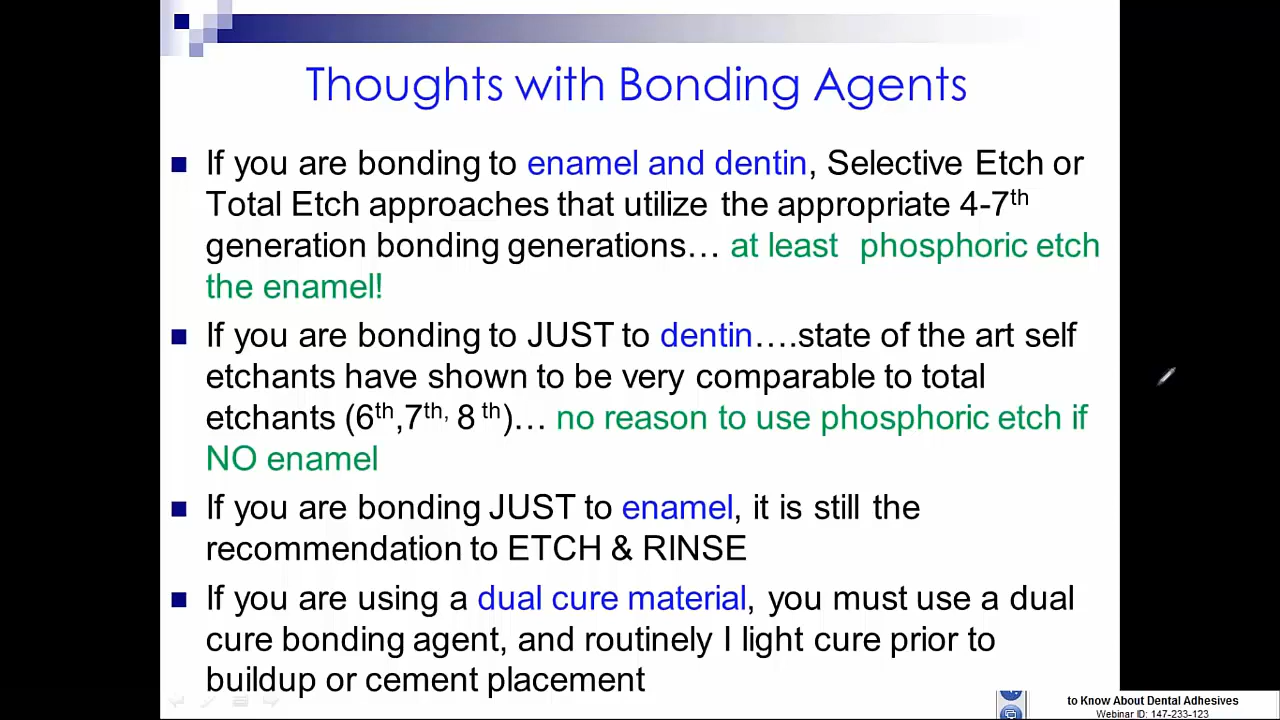 Thoughts with Bonding Agents
If you are bonding to enamel and dentin, Selective Etch or
Total Etch approaches that utilize the appropriate 4-7th
generation bonding generations… at least phosphoric etch
the enamel!
If you are bonding to JUST to dentin….state of the art self
etchants have shown to be very comparable to total
etchants (6th,7th, 8 th)… no reason to use phosphoric etch if
NO enamel
If you are bonding JUST to enamel, it is still the
recommendation to ETCH & RINSE
If you are using a dual cure material, you must use a dual
cure bonding agent, and routinely I light cure prior to
buildup or cement placement
to Know About Dental Adhesives
Webinar ID: 147-233-123